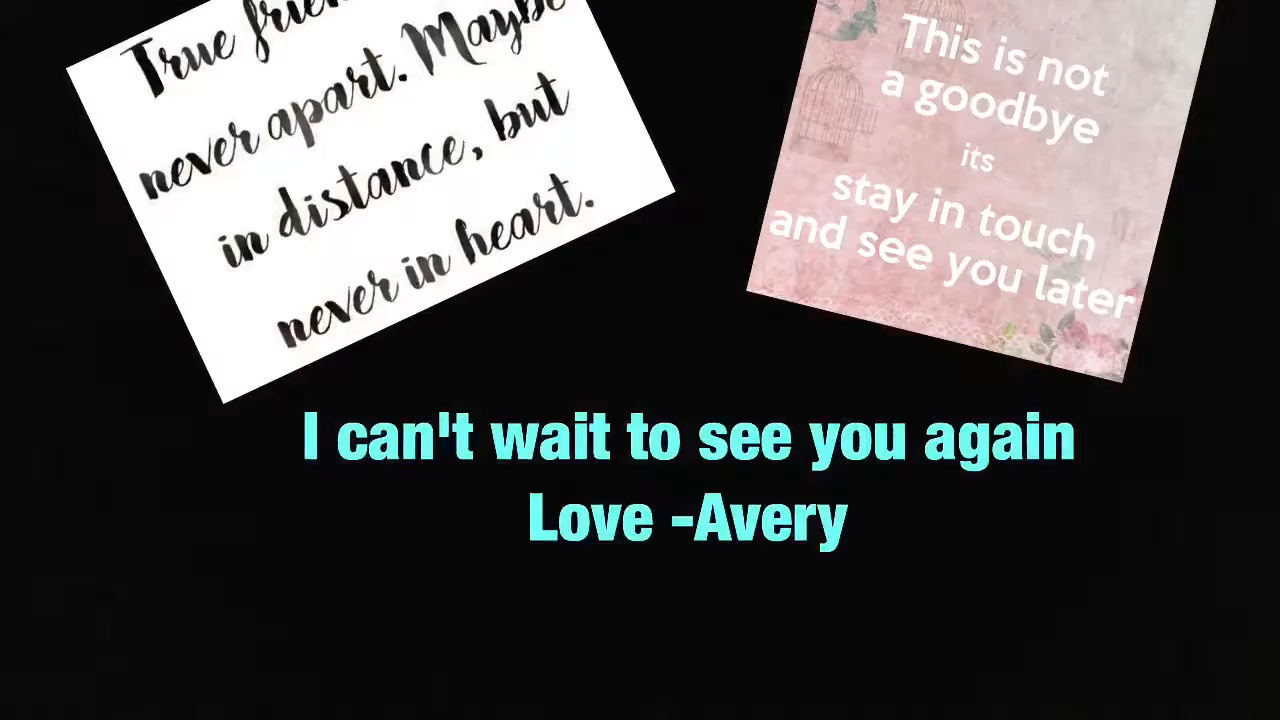 True
never apart. Maybe
in distance, but
never in heart.
This is not
a goodbye
its
stay in touch
and see you later
I can't wait to see you again
Love -Avery